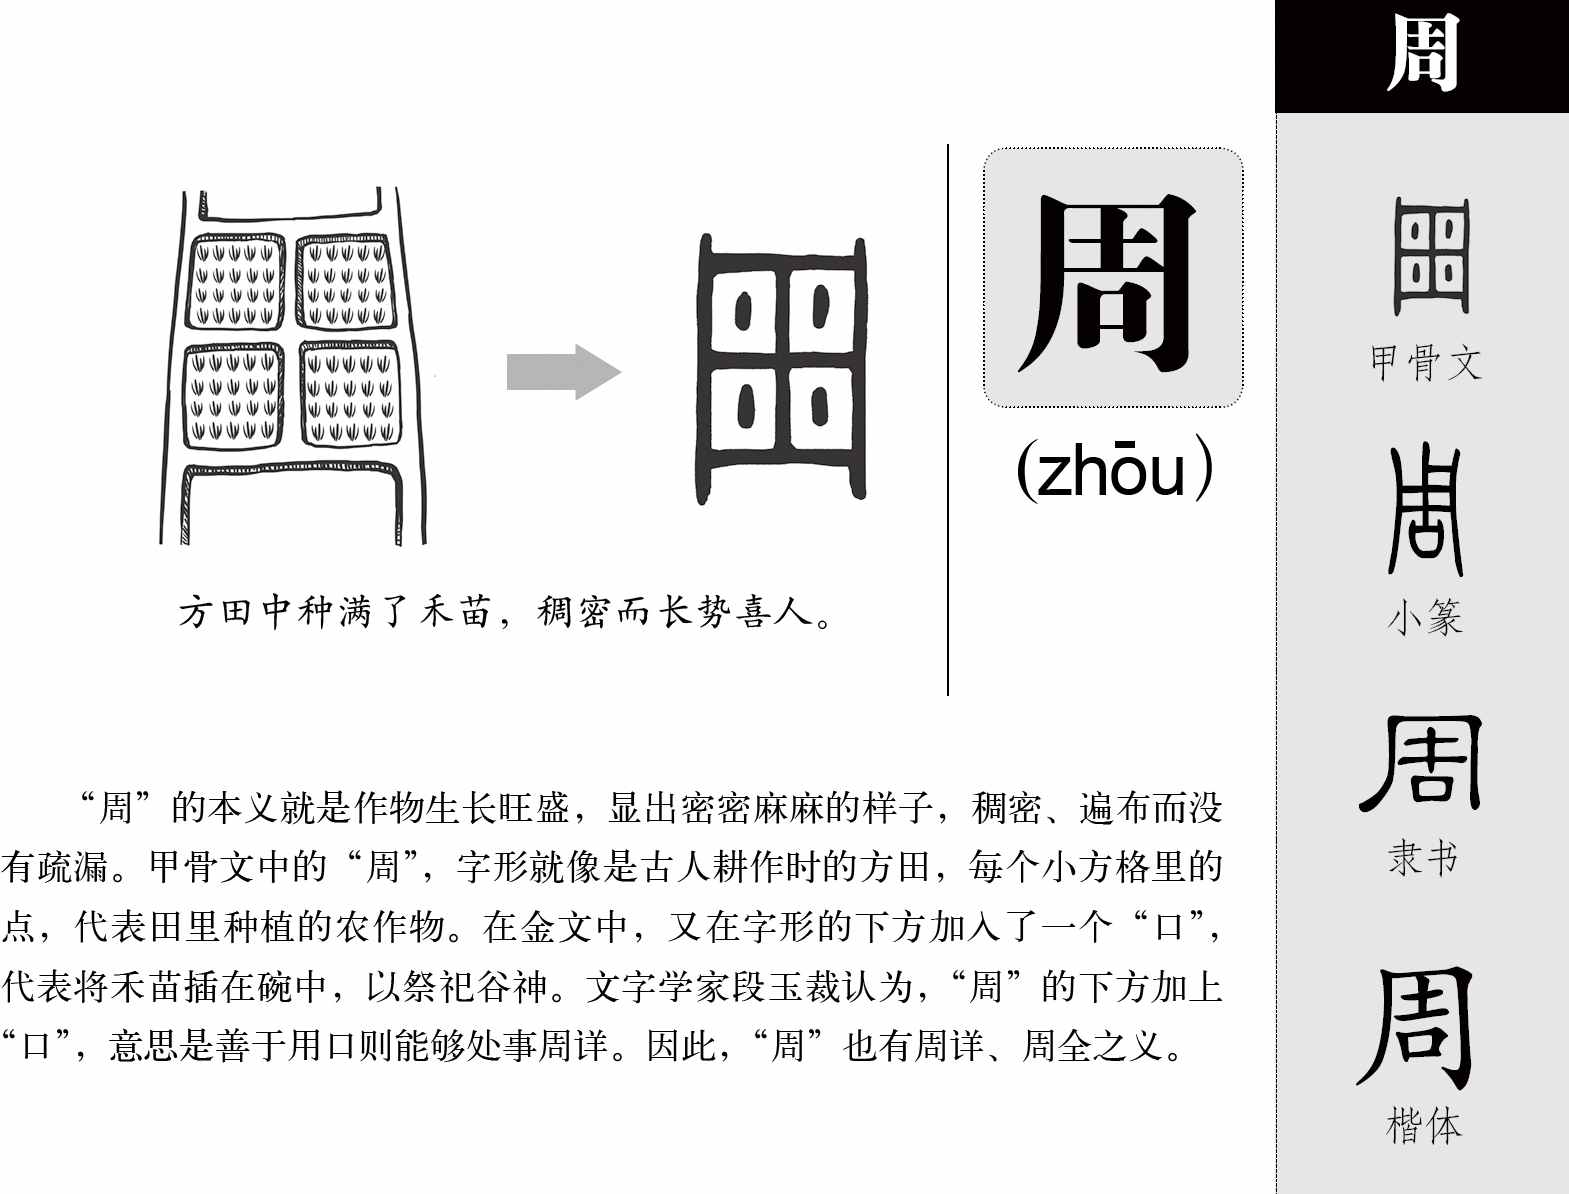 周
周
(zhōu)
方田中种满了禾苗，稠密而长势喜人。
“周”的本义就是作物生长旺盛，显出密密麻麻的样子，稠密、遍布而没
有疏漏。甲骨文中的“周”，字形就像是古人耕作时的方田，每个小方格里的
点，代表田里种植的农作物。在金文中，又在字形的下方加入了一个“口”，
代表将禾苗插在碗中，以祭祀谷神。文字学家段玉裁认为，“周”的下方加上
“口”，意思是善于用口则能够处事周详。因此，“周”也有周详、周全之义。
甲骨文
周
小篆
周
隶书
周
楷体